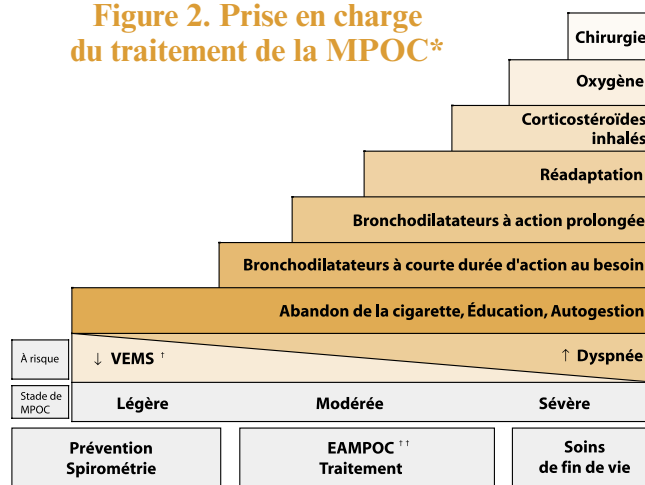 Figure 2. Prise en charge
du traitement de la MPOC*
Chirurgie
Oxygène
Corticostéroïdes
inhalés
Réadaptation
Bronchodilatateurs à action prolongée
Bronchodilatateurs à courte durée d'action au besoin
Abandon de la cigarette, Éducation, Autogestion
À risque
↓ VEMS †
↑ Dyspnée
Stade de
MPOC
Légère
Modérée
Sévère
Prévention
Spirométrie
EAMPOC ††
Traitement
Soins
de fin de vie